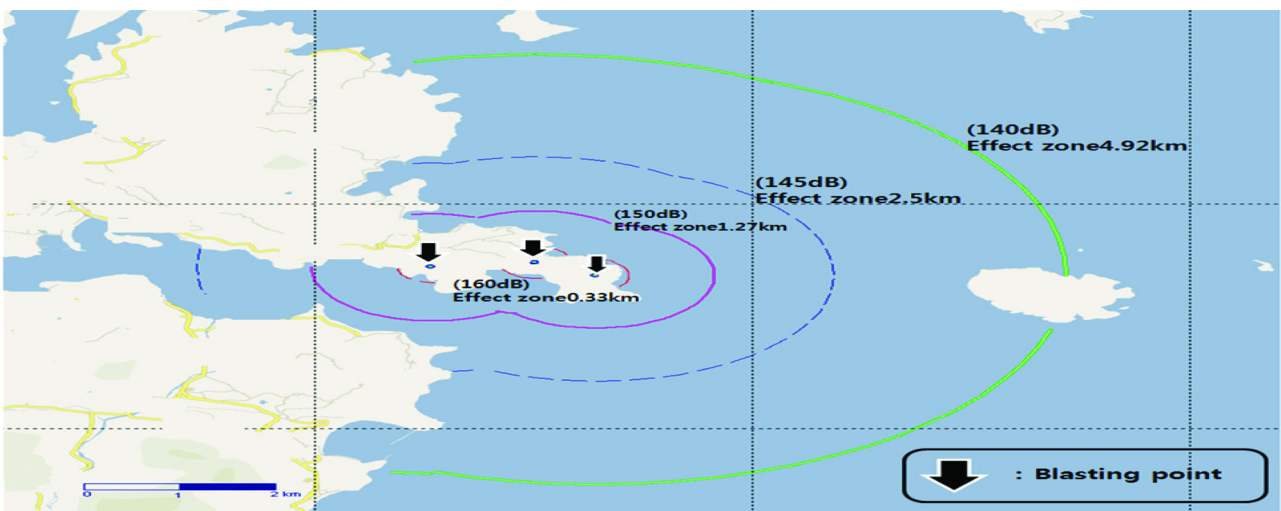 (140dB)
Effect zone4.92km
(145dB)
Effect zone2.5km
(150dB)
Effect zone1.27km
(160dB)
Effect zone0.33km
: Blasting point
0 1 2 km